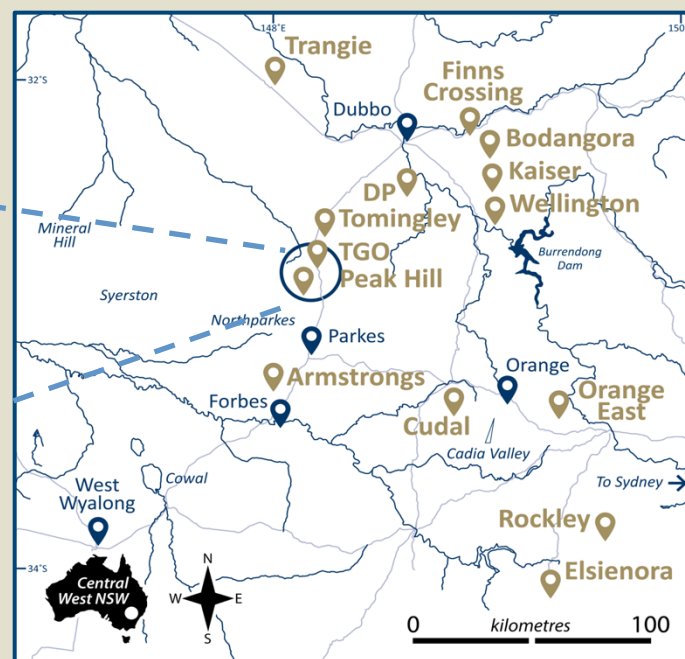 148°E
150
Trangie
32°S
Finns
Crossing
Dubbo
Bodangora
Kaiser
DP
Wellington
Tomingley
Mineral
Hill
TGO
Burrendong
Dam
Peak Hill
Syerston
Northparkes
Parkes
Armstrongs
Orange
Forbes
Orange
East
Cudal
Cadia Valley
West
Wyalong
Cowal
To Sydney
Rockley
34°S
Central
West NSW
N
W
E
S
Elsienora
0
kilometres
100